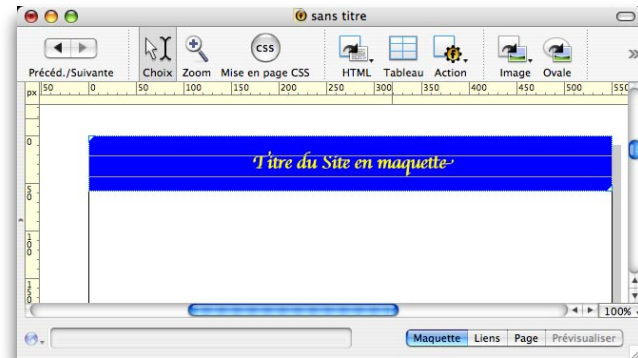 sans titre
css
Précéd./Suivante Choix Zoom Mise en page CSS HTML Tableau Action Image Ovale
px 50 0 50 100 150 200 250 300 350 400 450 500 550
0
Titre du Site en maquette
50
100
150
100%
Maquette Liens Page Prévisualiser